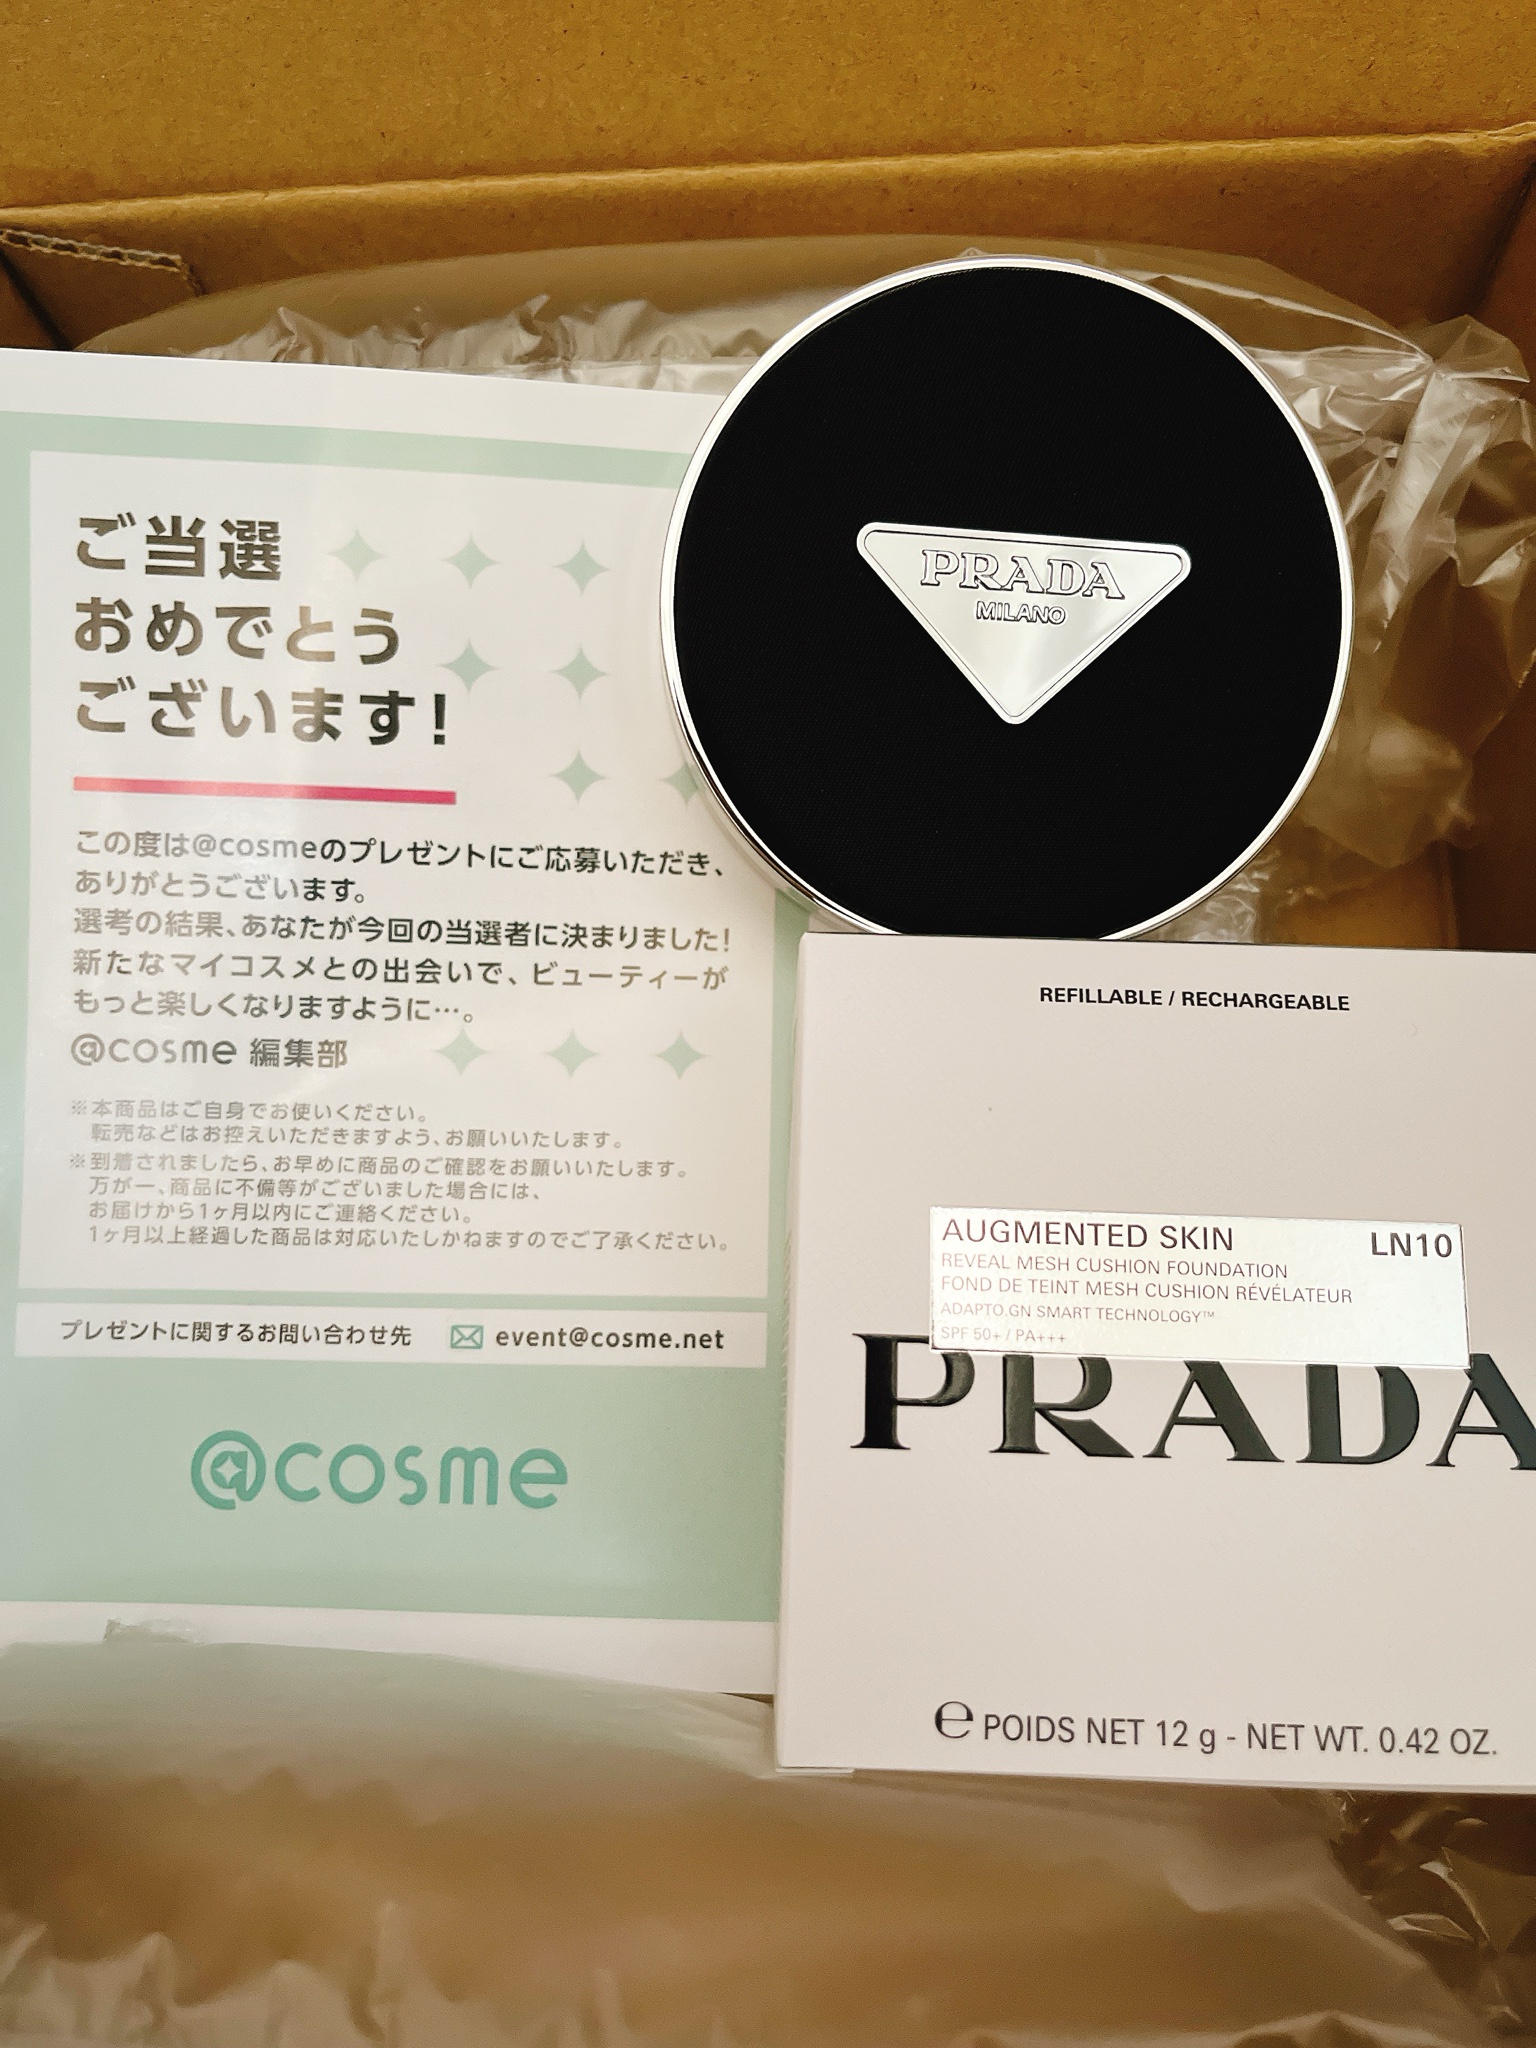 ご当選
おめでとう
ございます!
この度は@cosmeのプレゼントにご応募いただき、
ありがとうございます。
選考の結果、あなたが今回の当選者に決まりました!
新たなマイコスメとの出会いで、ビューティーが
もっと楽しくなりますように…。
@cosme 編集部
※本商品はご自身でお使いください。
転売などはお控えいただきますよう、お願いいたします。
※到着されましたら、お早めに商品のご確認をお願いいたします。
万が一、商品に不備等がございました場合には、
お届けから1ヶ月以内にご連絡ください。
1ヶ月以上経過した商品は対応いたしかねますのでご了承ください。
プレゼントに関するお問い合わせ先 event@cosme.net
@cosme
PRADA
MILANO
REFILLABLE / RECHARGEABLE
AUGMENTED SKIN LN10
REVEAL MESH CUSHION FOUNDATION
FOND DE TEINT MESH CUSHION RÉVÉLATEUR
ADAPTO.GN SMART TECHNOLOGY™
SPF 50+ / PA+++
PRADA
℮ POIDS NET 12 g - NET WT. 0.42 OZ.